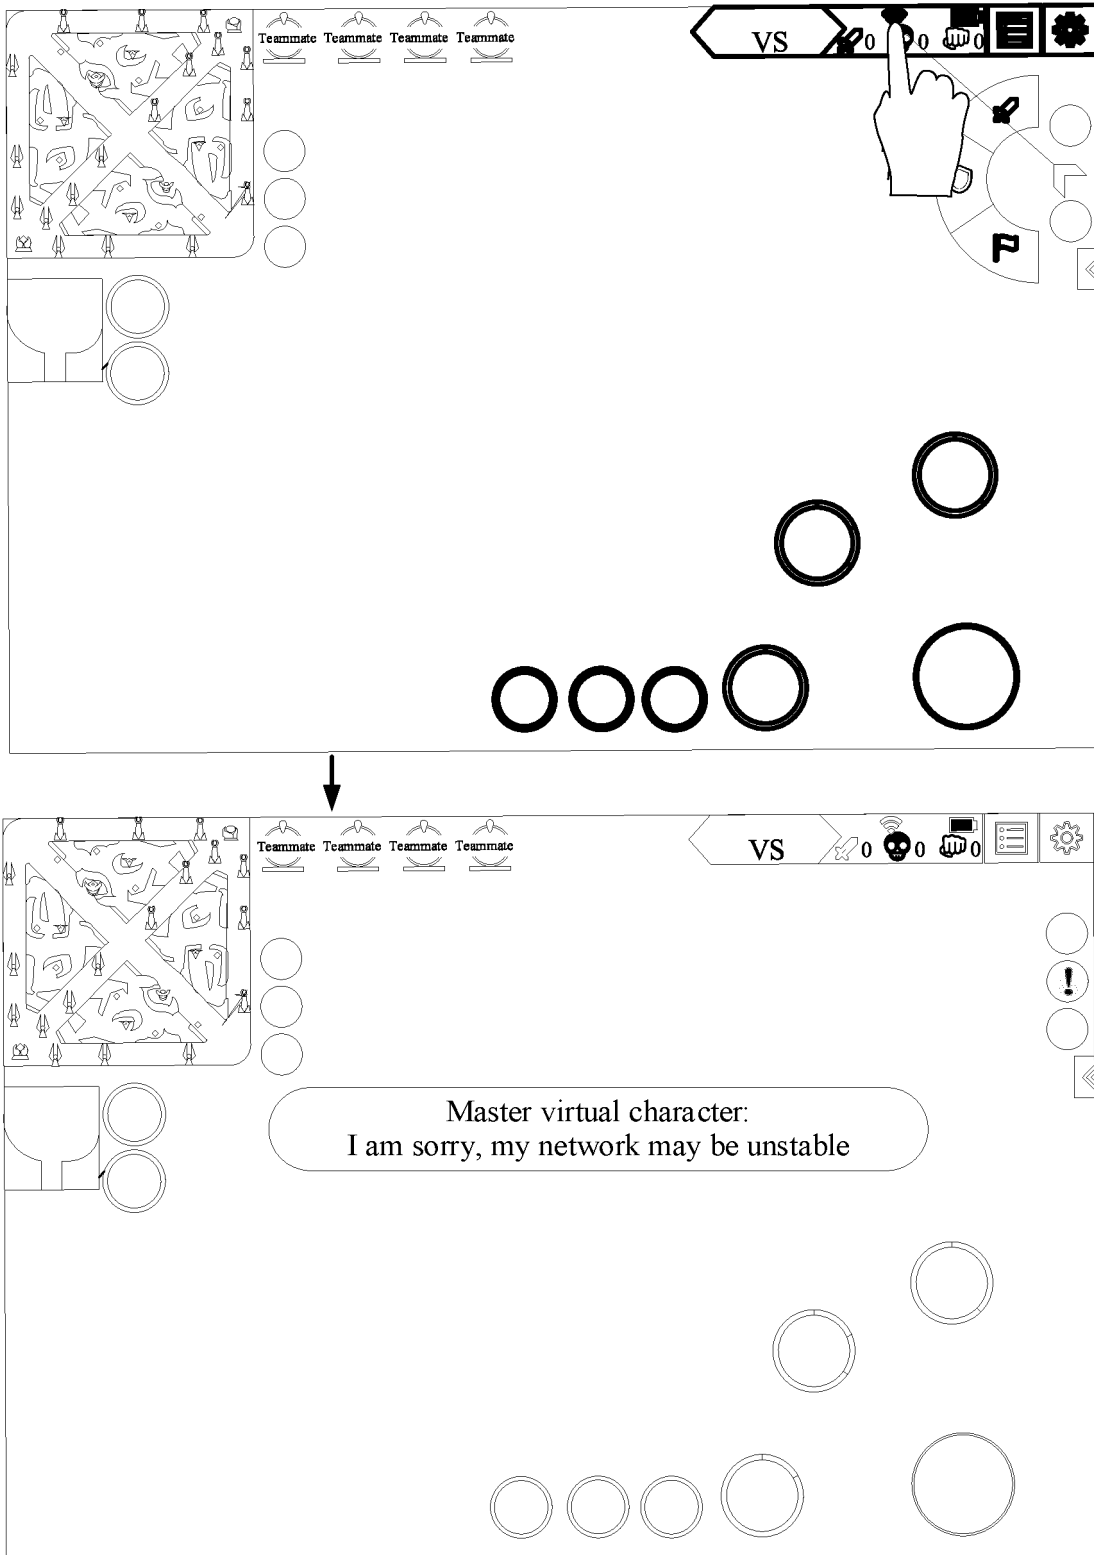 Teammate Teammate Teammate Teammate
VS 0 0 0
Teammate Teammate Teammate Teammate
VS 0 0 0
!
Master virtual character:
I am sorry, my network may be unstable